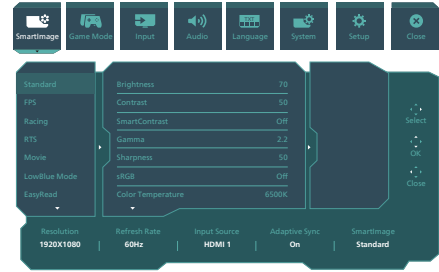 SmartImage
Game Mode
Input
Audio
TXT
Language
System
Setup
Close
Standard
FPS
Racing
RTS
Movie
LowBlue Mode
EasyRead
Brightness 70
Contrast 50
SmartContrast Off
Gamma 2.2
Sharpness 50
sRGB Off
Color Temperature 6500K
Select
OK
Close
Resolution Refresh Rate Input Source Adaptive Sync SmartImage
1920X1080 | 60Hz | HDMI 1 | On | Standard